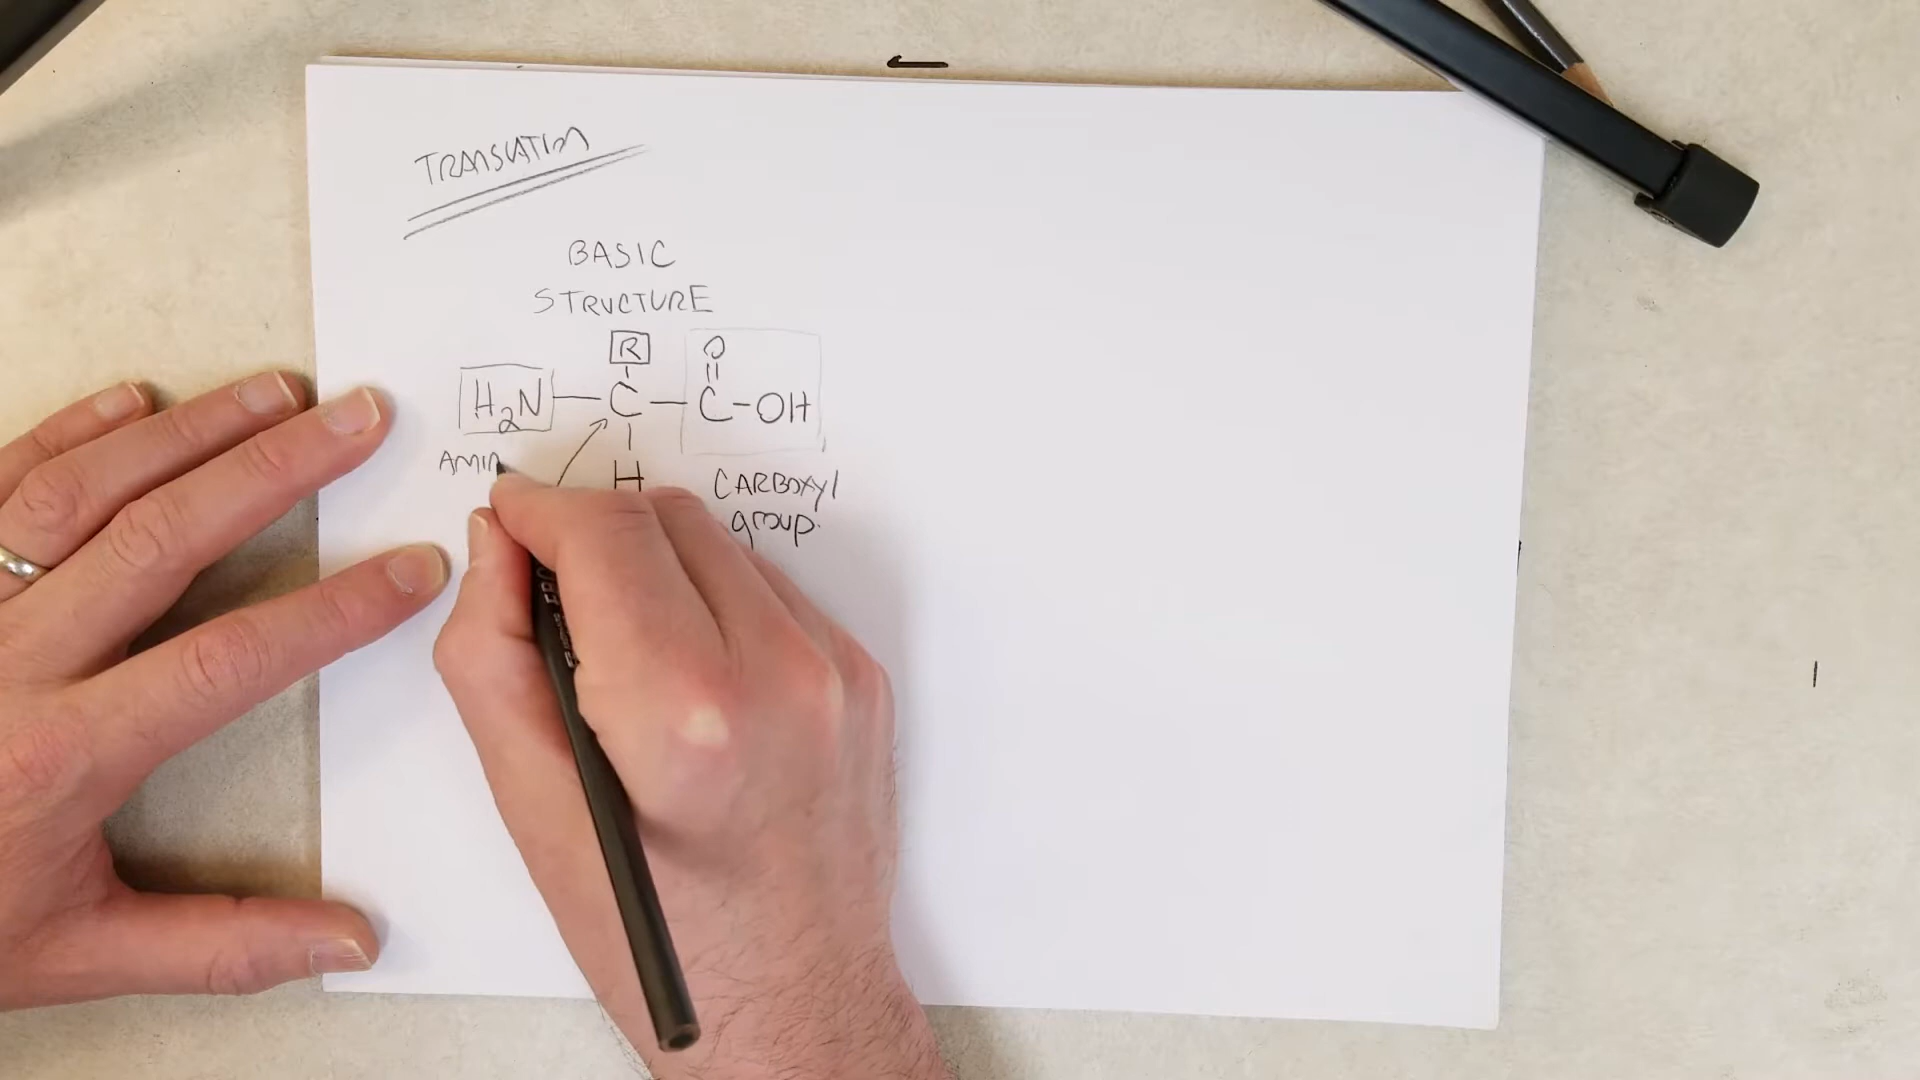 TRANSLATION
BASIC
STRUCTURE
R
O
H₂N — C — C - OH
H
AMIN
CARBOXYl
group.